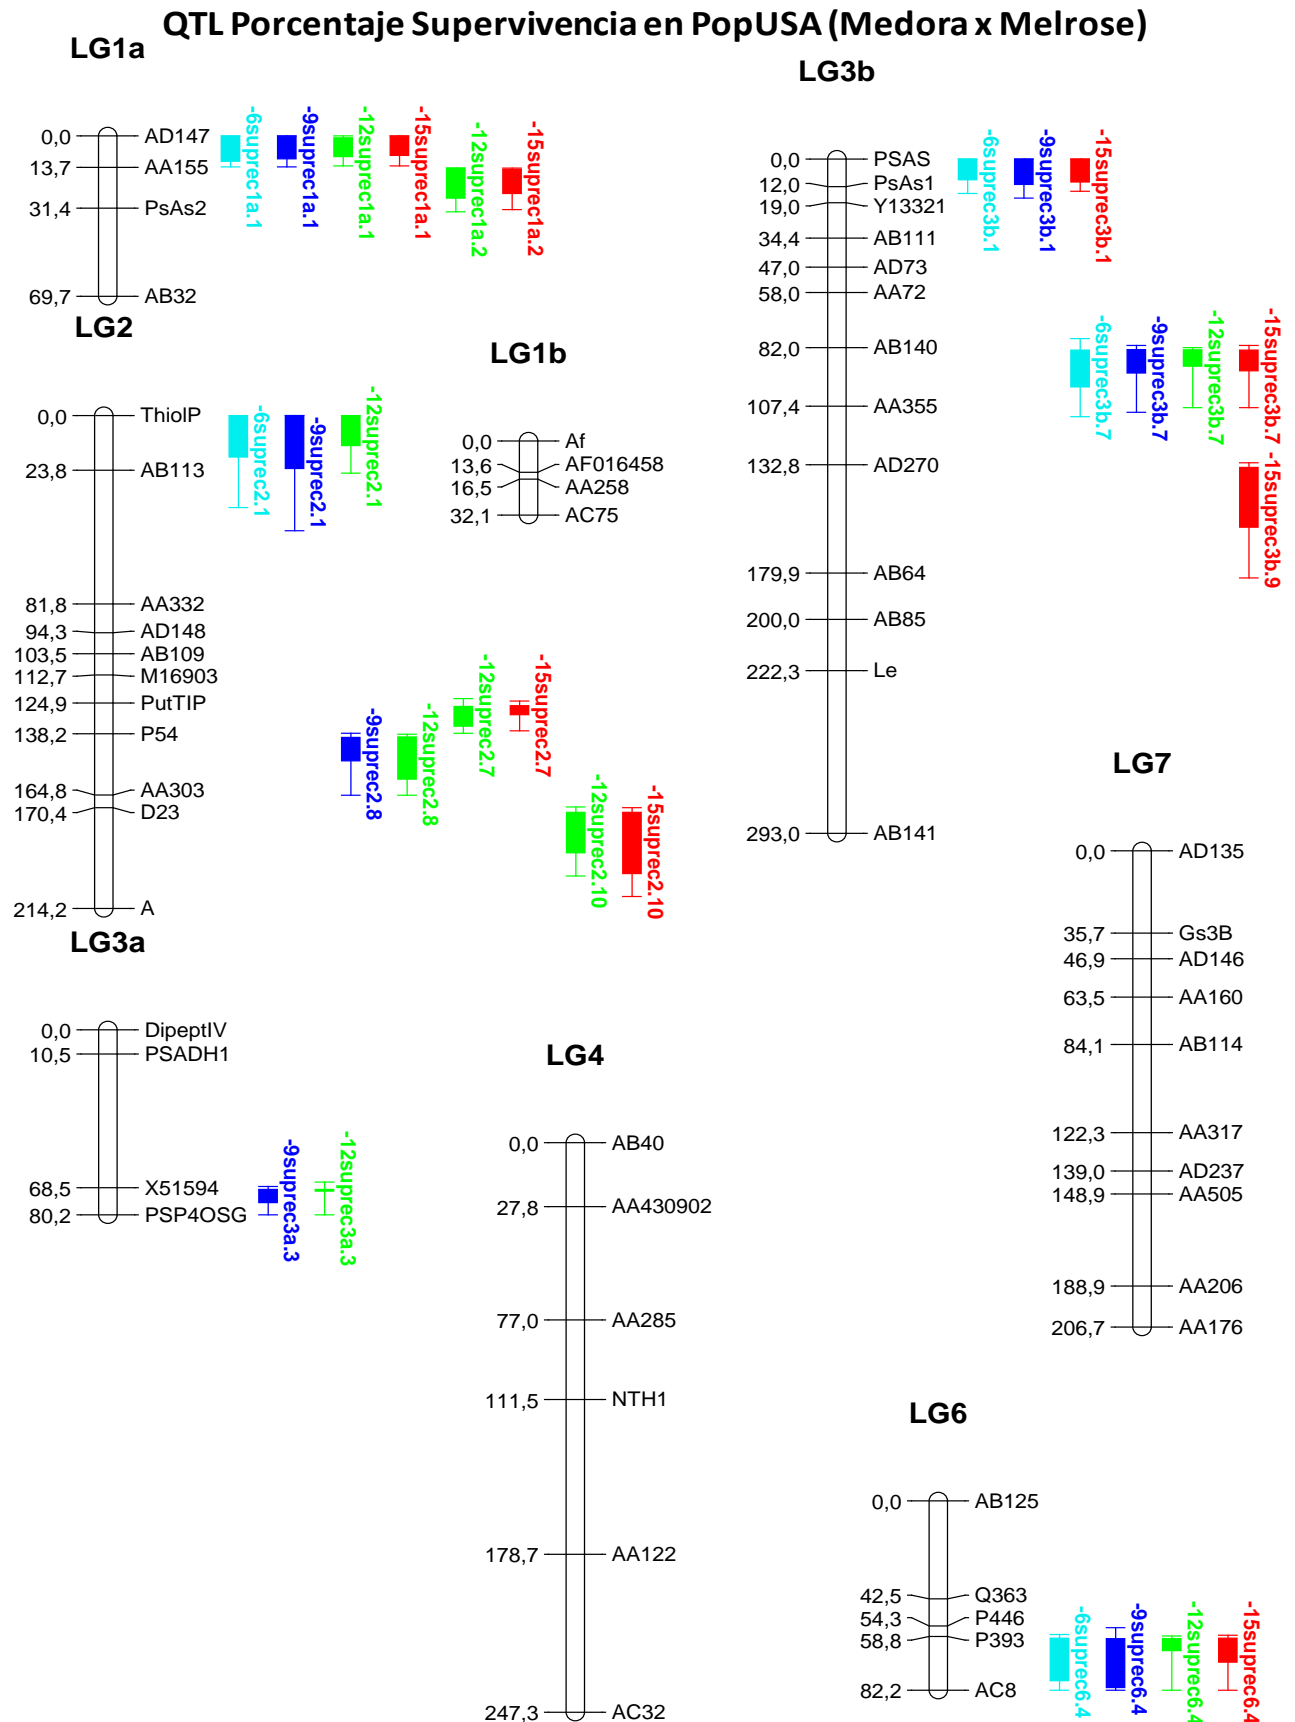 QTL Porcentaje Supervivencia en PopUSA (Medora x Melrose)
LG1a
0,0 AD147
13,7 AA155
31,4 PsAs2
69,7 AB32
-6suprec1a.1
-9suprec1a.1
-12suprec1a.1
-15suprec1a.1
-12suprec1a.2
-15suprec1a.2
LG2
0,0 ThiolP
23,8 AB113
81,8 AA332
94,3 AD148
103,5 AB109
112,7 M16903
124,9 PutTIP
138,2 P54
164,8 AA303
170,4 D23
214,2 A
-6suprec2.1
-9suprec2.1
-12suprec2.1
-9suprec2.8
-12suprec2.8
-12suprec2.7
-15suprec2.7
-12suprec2.10
-15suprec2.10
LG1b
0,0 Af
13,6 AF016458
16,5 AA258
32,1 AC75
LG3b
0,0 PSAS
12,0 PsAs1
19,0 Y13321
34,4 AB111
47,0 AD73
58,0 AA72
82,0 AB140
107,4 AA355
132,8 AD270
179,9 AB64
200,0 AB85
222,3 Le
293,0 AB141
-6suprec3b.1
-9suprec3b.1
-15suprec3b.1
-6suprec3b.7
-9suprec3b.7
-12suprec3b.7
-15suprec3b.7
-15suprec3b.9
LG3a
0,0 DipeptIV
10,5 PSADH1
68,5 X51594
80,2 PSP4OSG
-9suprec3a.3
-12suprec3a.3
LG4
0,0 AB40
27,8 AA430902
77,0 AA285
111,5 NTH1
178,7 AA122
247,3 AC32
LG7
0,0 AD135
35,7 Gs3B
46,9 AD146
63,5 AA160
84,1 AB114
122,3 AA317
139,0 AD237
148,9 AA505
188,9 AA206
206,7 AA176
LG6
0,0 AB125
42,5 Q363
54,3 P446
58,8 P393
82,2 AC8
-6suprec6.4
-9suprec6.4
-12suprec6.4
-15suprec6.4